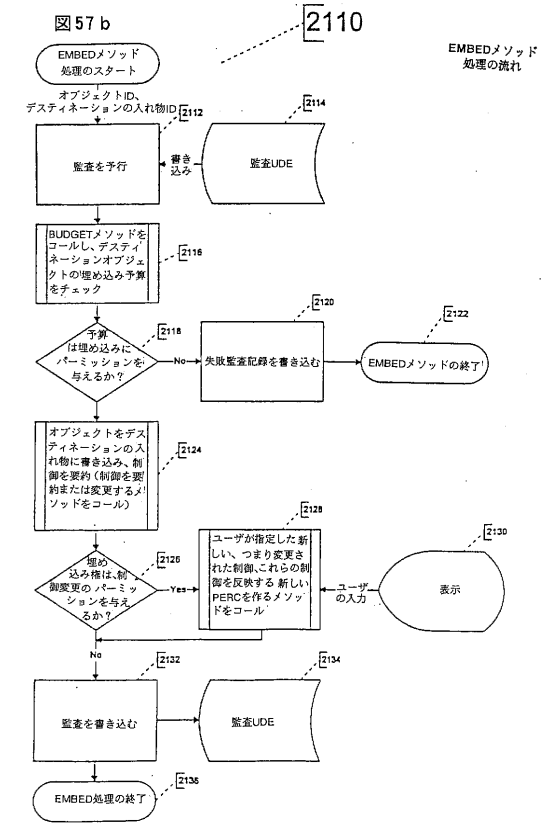 図57b
2110
EMBEDメソッド
処理の流れ
EMBEDメソッド
処理のスタート
オブジェクトID、
デスティネーションの入れ物ID
2112
監査を予行
書き
込み
2114
監査UDE
BUDGETメソッドを
コールし、デスティ
ネーションオブジェ
クトの埋め込み予算
をチェック
2116
予算
は埋め込みに
パーミッションを
与えるか?
2118
No
2120
失敗監査記録を書き込む
2122
EMBEDメソッドの終了
オブジェクトをデス
ティネーションの入
れ物に書き込み、制
御を要約(制御を要
約または変更するメ
ソッドをコール)
2124
埋め
込み権は、制
御変更の パーミッ
ションを与え
るか?
2126
Yes
2128
ユーザが指定した新
しい、つまり変更さ
れた制御、これらの制
御を反映する 新しい
PERCを作るメソッ
ドをコール
ユーザ
の入力
2130
表示
No
2132
監査を書き込む
2134
監査UDE
2136
EMBED処理の終了